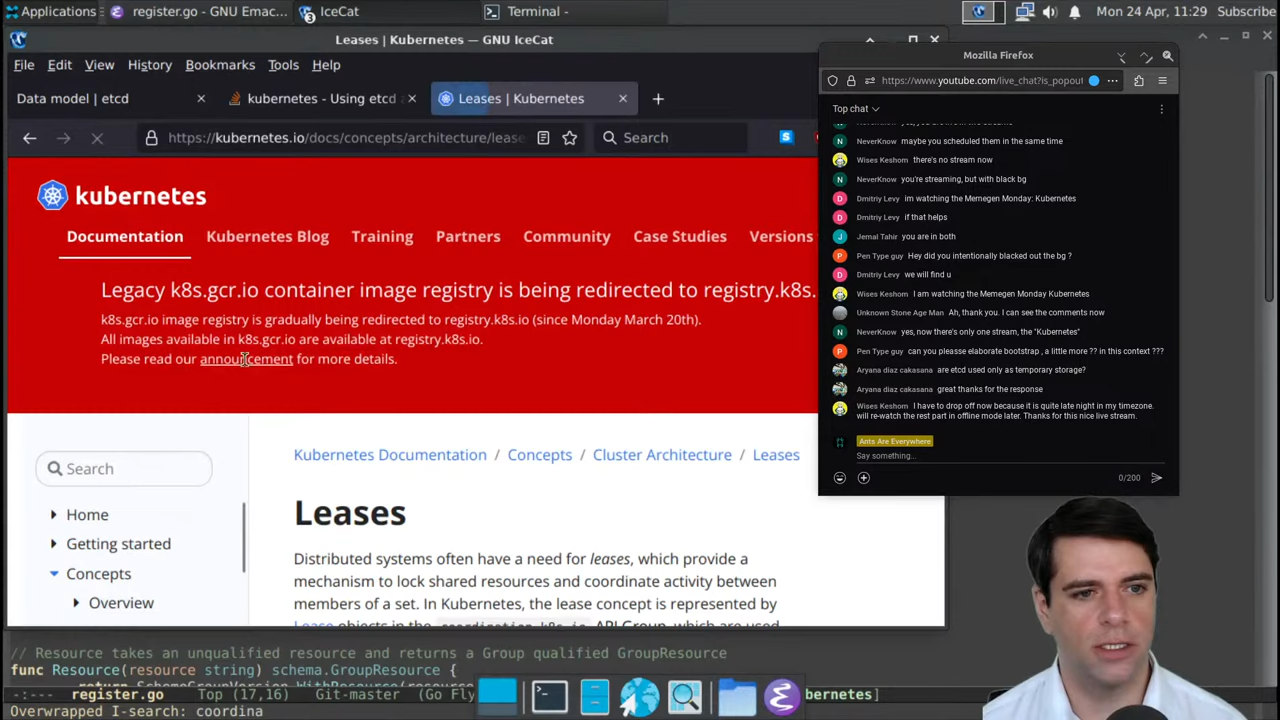 Applications
register.go - GNU Emac...
3
IceCat
Terminal -
Mon 24 Apr, 11:29
Subscribe
Leases | Kubernetes — GNU IceCat
File Edit View History Bookmarks Tools Help
Data model | etcd
kubernetes - Using etcd a
Leases | Kubernetes
https://kubernetes.io/docs/concepts/architecture/lease
Search
kubernetes
Documentation Kubernetes Blog Training Partners Community Case Studies Versions
Legacy k8s.gcr.io container image registry is being redirected to registry.k8s.
k8s.gcr.io image registry is gradually being redirected to registry.k8s.io (since Monday March 20th).
All images available in k8s.gcr.io are available at registry.k8s.io.
Please read our announcement for more details.
Search
Home
Getting started
Concepts
Overview
Kubernetes Documentation / Concepts / Cluster Architecture / Leases
Leases
Distributed systems often have a need for leases, which provide a
mechanism to lock shared resources and coordinate activity between
members of a set. In Kubernetes, the lease concept is represented by
Lease objects in the coordination.k8s.io API Group, which are used
Mozilla Firefox
https://www.youtube.com/live_chat?is_popout
Top chat
NeverKnow maybe you scheduled them in the same time
Wises Keshom there's no stream now
NeverKnow you're streaming, but with black bg
Dmitriy Levy im watching the Memegen Monday: Kubernetes
Dmitriy Levy if that helps
Jemal Tahir you are in both
Pen Type guy Hey did you intentionally blacked out the bg ?
Dmitriy Levy we will find u
Wises Keshom I am watching the Memegen Monday Kubernetes
Unknown Stone Age Man Ah, thank you. I can see the comments now
NeverKnow yes, now there's only one stream, the "Kubernetes"
Pen Type guy can you pleasse elaborate bootstrap , a little more ?? in this context ???
Aryana diaz cakasana are etcd used only as temporary storage?
Aryana diaz cakasana great thanks for the response
Wises Keshom I have to drop off now because it is quite late night in my timezone.
will re-watch the rest part in offline mode later. Thanks for this nice live stream.
Ants Are Everywhere
Say something...
0/200
// Resource takes an unqualified resource and returns a Group qualified GroupResource
func Resource(resource string) schema.GroupResource {
-:--- register.go Top (17,16) Git-master (Go Fly
bernetes]
Overwrapped I-search: coordina